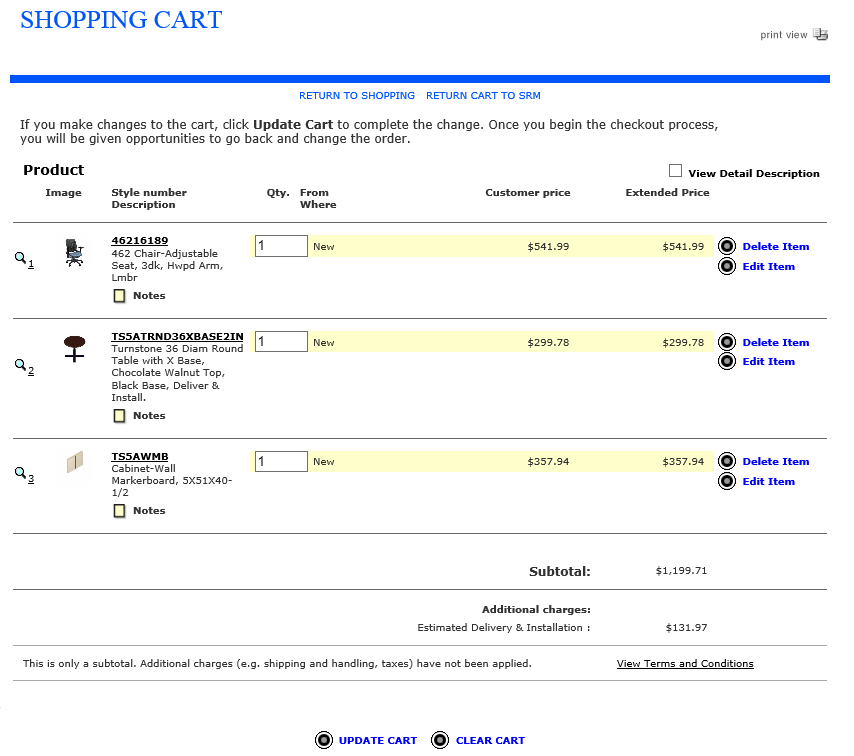 SHOPPING CART
print view
RETURN TO SHOPPING RETURN CART TO SRM
If you make changes to the cart, click Update Cart to complete the change. Once you begin the checkout process,
you will be given opportunities to go back and change the order.
Product
View Detail Description
Image Style number Qty. From Customer price Extended Price
Description Where
46216189
1 New $541.99 $541.99 Delete Item
462 Chair-Adjustable
Seat, 3dk, Hwpd Arm,
Lmbr
1
Edit Item
Notes
TS5ATRND36XBASE2IN
1 New $299.78 $299.78 Delete Item
Turnstone 36 Diam Round
Table with X Base,
Chocolate Walnut Top,
Black Base, Deliver &
Install.
2
Edit Item
Notes
TS5AWMB
1 New $357.94 $357.94 Delete Item
Cabinet-Wall
Markerboard, 5X51X40-
1/2
3
Edit Item
Notes
Subtotal: $1,199.71
Additional charges:
Estimated Delivery & Installation : $131.97
This is only a subtotal. Additional charges (e.g. shipping and handling, taxes) have not been applied. View Terms and Conditions
UPDATE CART CLEAR CART